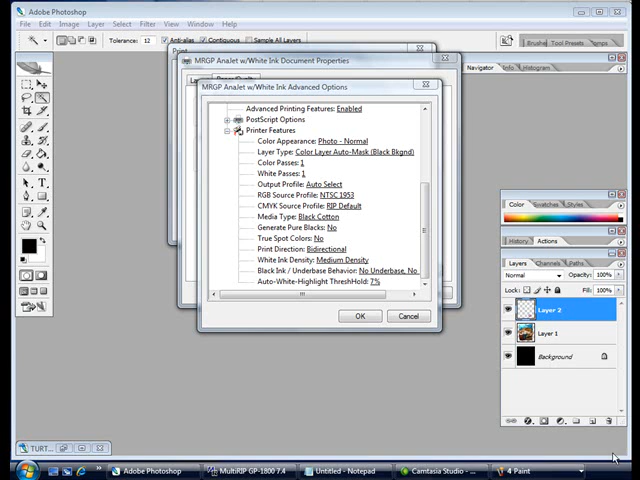 Adobe Photoshop
File Edit Image Layer Select Filter View Window Help
Tolerance: 12 Anti-alias Contiguous Sample All Layers
Brushes Tool Presets
Print
MRGP AnaJet w/White Ink Document Properties
Navigator Info Histogram
MRGP AnaJet w/White Ink Advanced Options
Advanced Printing Features: Enabled
PostScript Options
Printer Features
Color Appearance: Photo - Normal
Layer Type: Color Layer Auto-Mask (Black Bkgnd)
Color Passes: 1
White Passes: 1
Output Profile: Auto Select
RGB Source Profile: NTSC 1953
CMYK Source Profile: RIP Default
Media Type: Black Cotton
Generate Pure Blacks: No
True Spot Colors: No
Print Direction: Bidirectional
White Ink Density: Medium Density
Black Ink / Underbase Behavior: No Underbase, No
Auto-White-Highlight ThreshHold: 7%
OK Cancel
Color Swatches Styles
History Actions
Layers Channels Paths
Normal Opacity: 100%
Lock: Fill: 100%
Layer 2
Layer 1
Background
TURT...
Adobe Photoshop MultiRIP GP-1800 7.4 Untitled - Notepad Camtasia Studio - ... 4 Paint